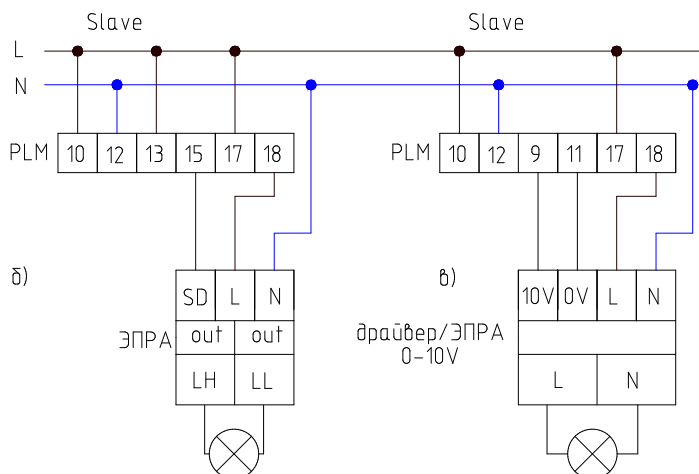 Slave Slave
L
N
PLM 10 12 13 15 17 18 PLM 10 12 9 11 17 18
б) SD L N в) 10V 0V L N
ЭПРА out out драйвер/ЭПРА
0-10V
LH LL L N